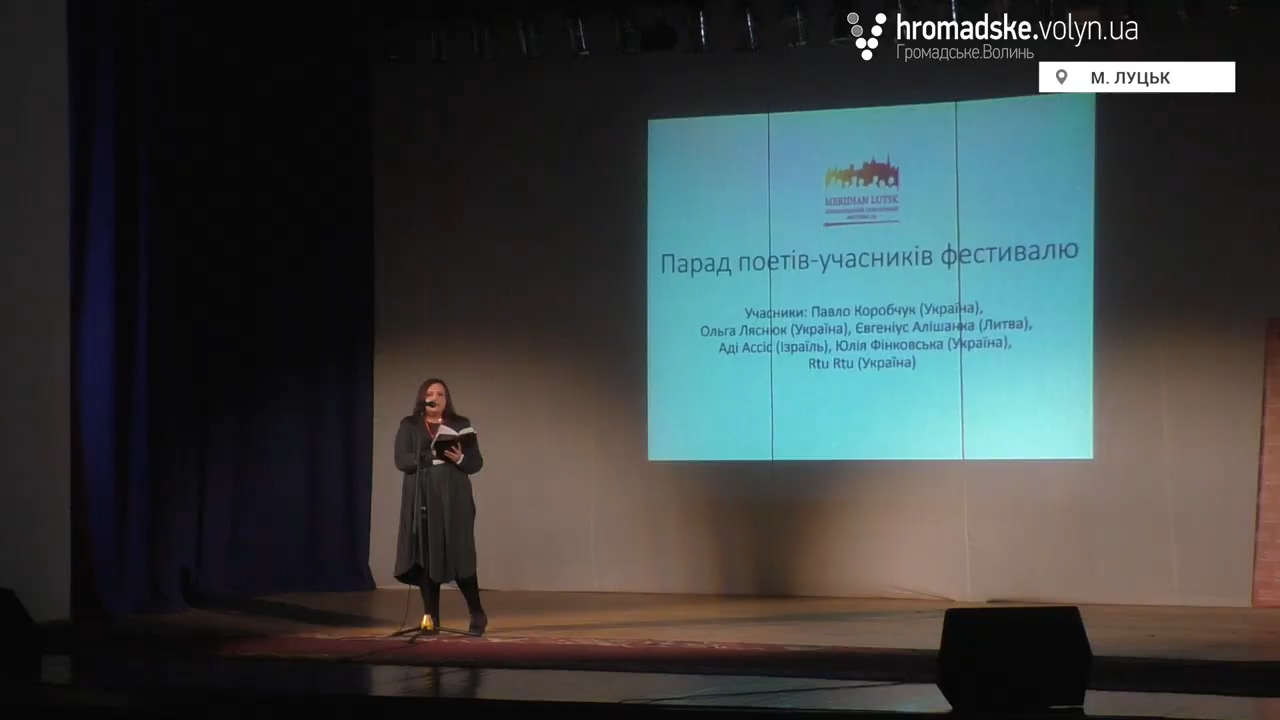 hromadske.volyn.ua
Громадське.Волинь
М. ЛУЦЬК
MERIDIAN LUTSK
Парад поетів-учасників фестивалю
Учасники: Павло Коробчук (Україна),
Ольга Ляснюк (Україна), Євгеніус Алішанка (Литва),
Аді Ассіс (Ізраїль), Юлія Фінковська (Україна),
Rtu Rtu (Україна)